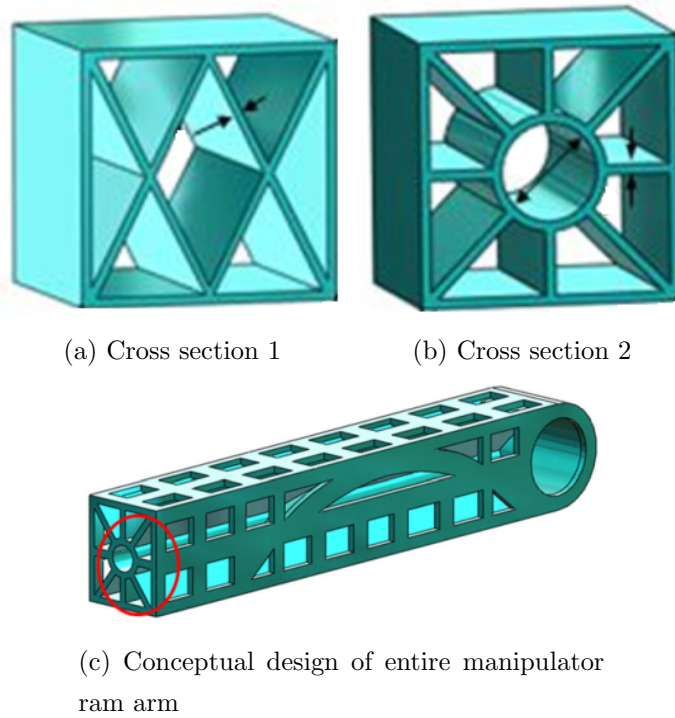 (a) Cross section 1
(b) Cross section 2
(c) Conceptual design of entire manipulator
ram arm